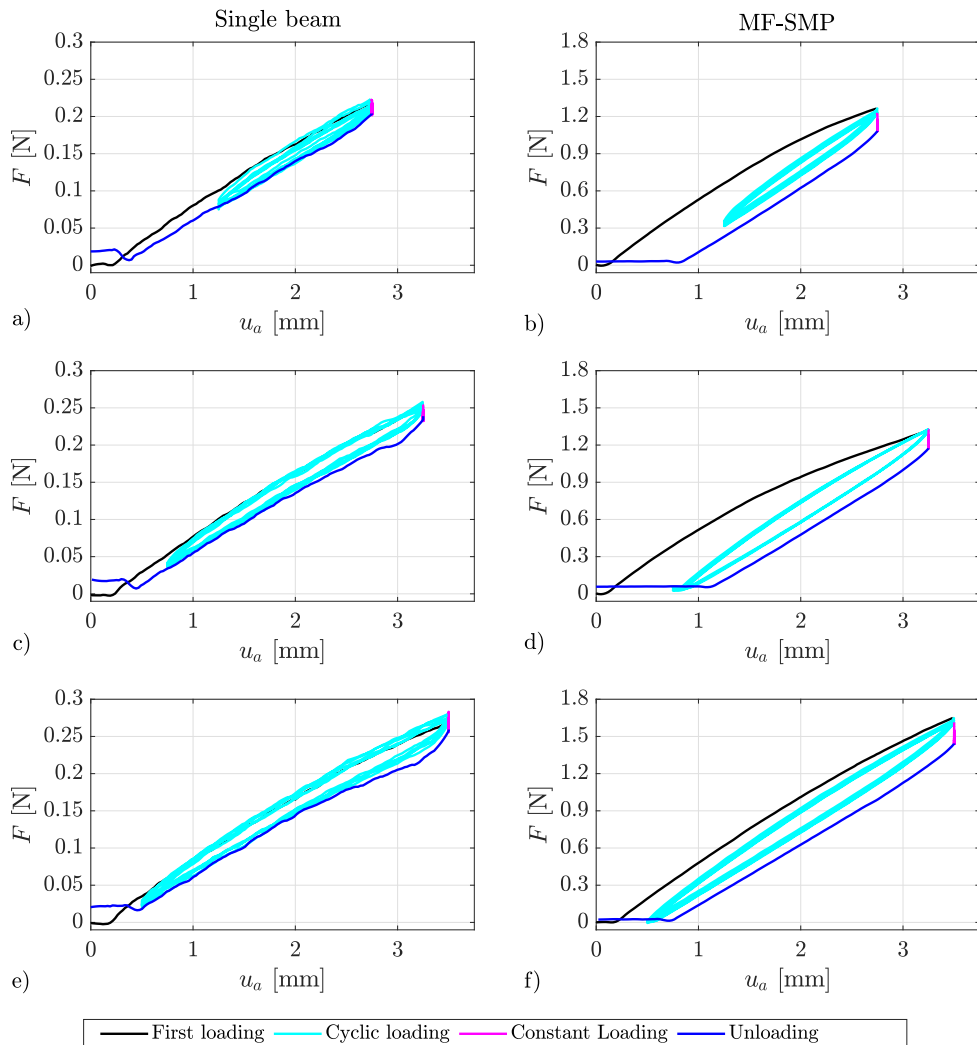 Single beam
MF-SMP
0.3
0.25
0.2
0.15
0.1
0.05
0
F [N]
0 1 2 3
u_a [mm]
a)
1.8
1.5
1.2
0.9
0.6
0.3
0
F [N]
0 1 2 3
u_a [mm]
b)
0.3
0.25
0.2
0.15
0.1
0.05
0
F [N]
0 1 2 3
u_a [mm]
c)
1.8
1.5
1.2
0.9
0.6
0.3
0
F [N]
0 1 2 3
u_a [mm]
d)
0.3
0.25
0.2
0.15
0.1
0.05
0
F [N]
0 1 2 3
u_a [mm]
e)
1.8
1.5
1.2
0.9
0.6
0.3
0
F [N]
0 1 2 3
u_a [mm]
f)
First loading Cyclic loading Constant Loading Unloading